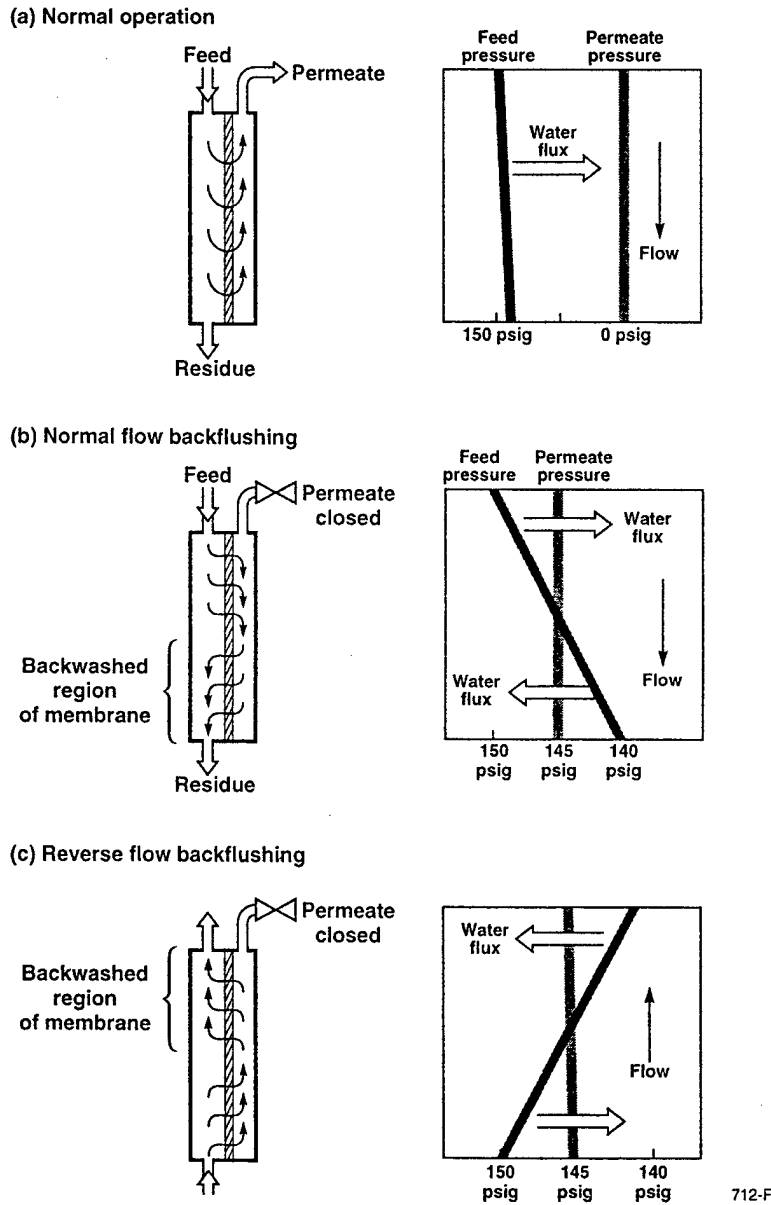 (a) Normal operation
Feed
Permeate
Residue
Feed
pressure
Permeate
pressure
Water
flux
Flow
150 psig
0 psig
(b) Normal flow backflushing
Feed
Permeate
closed
Backwashed
region
of membrane
Residue
Feed
pressure
Permeate
pressure
Water
flux
Water
flux
Flow
150
psig
145
psig
140
psig
(c) Reverse flow backflushing
Permeate
closed
Backwashed
region
of membrane
Water
flux
Flow
150
psig
145
psig
140
psig
712-F